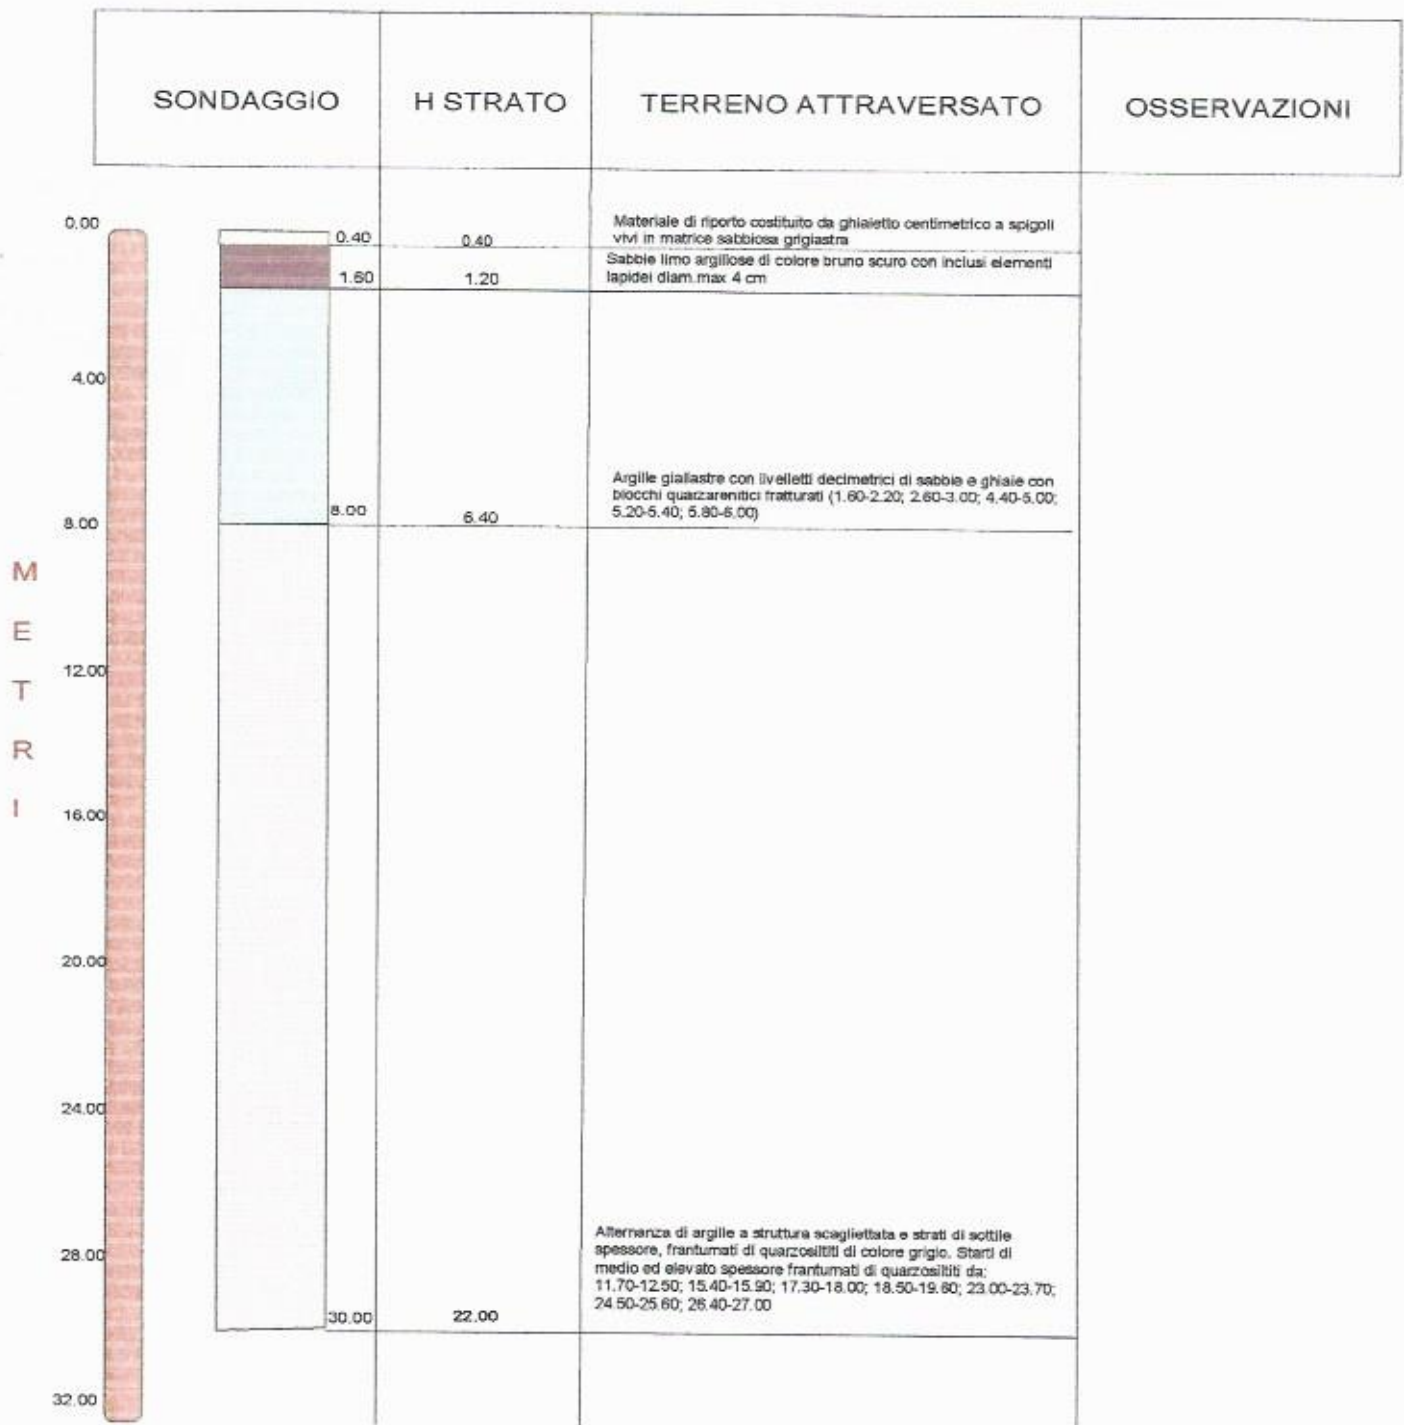 SONDAGGIO H STRATO TERRENO ATTRAVERSATO OSSERVAZIONI
0.00
0.40 0.40
Materiale di riporto costituito da ghiaietto centimetrico a spigoli
vivi in matrice sabbiosa grigiastra
1.60 1.20
Sabbie limo argillose di colore bruno scuro con inclusi elementi
lapidei diam.max 4 cm
4.00
Argille giallastre con livelletti decimetrici di sabbie e ghiaie con
blocchi quarzarenitici fratturati (1.60-2.20; 2.60-3.00; 4.40-5.00;
5.20-5.40; 5.80-6.00)
8.00 8.00 6.40
M
E
T
R
I
12.00
16.00
20.00
24.00
28.00
Alternanza di argille a struttura scagliettata e strati di sottile
spessore, frantumati di quarzosiltiti di colore grigio. Starti di
medio ed elevato spessore frantumati di quarzosiltiti da:
11.70-12.50; 15.40-15.90; 17.30-18.00; 18.50-19.60; 23.00-23.70;
24.50-25.60; 26.40-27.00
30.00 22.00
32.00